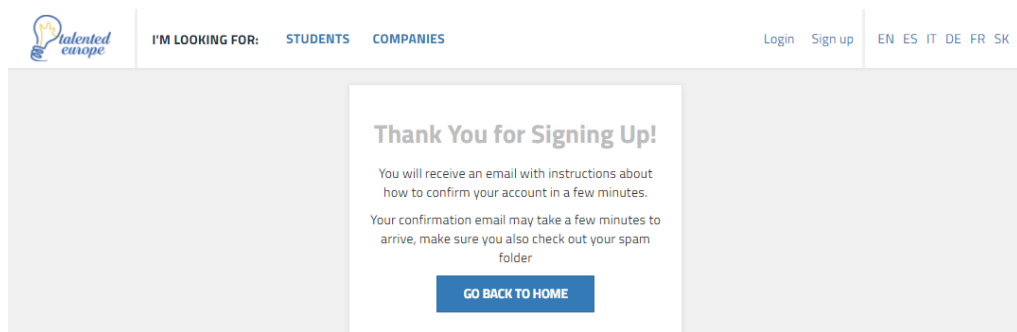 talented
europe
I'M LOOKING FOR: STUDENTS COMPANIES
Login Sign up EN ES IT DE FR SK
Thank You for Signing Up!
You will receive an email with instructions about
how to confirm your account in a few minutes.
Your confirmation email may take a few minutes to
arrive, make sure you also check out your spam
folder
GO BACK TO HOME